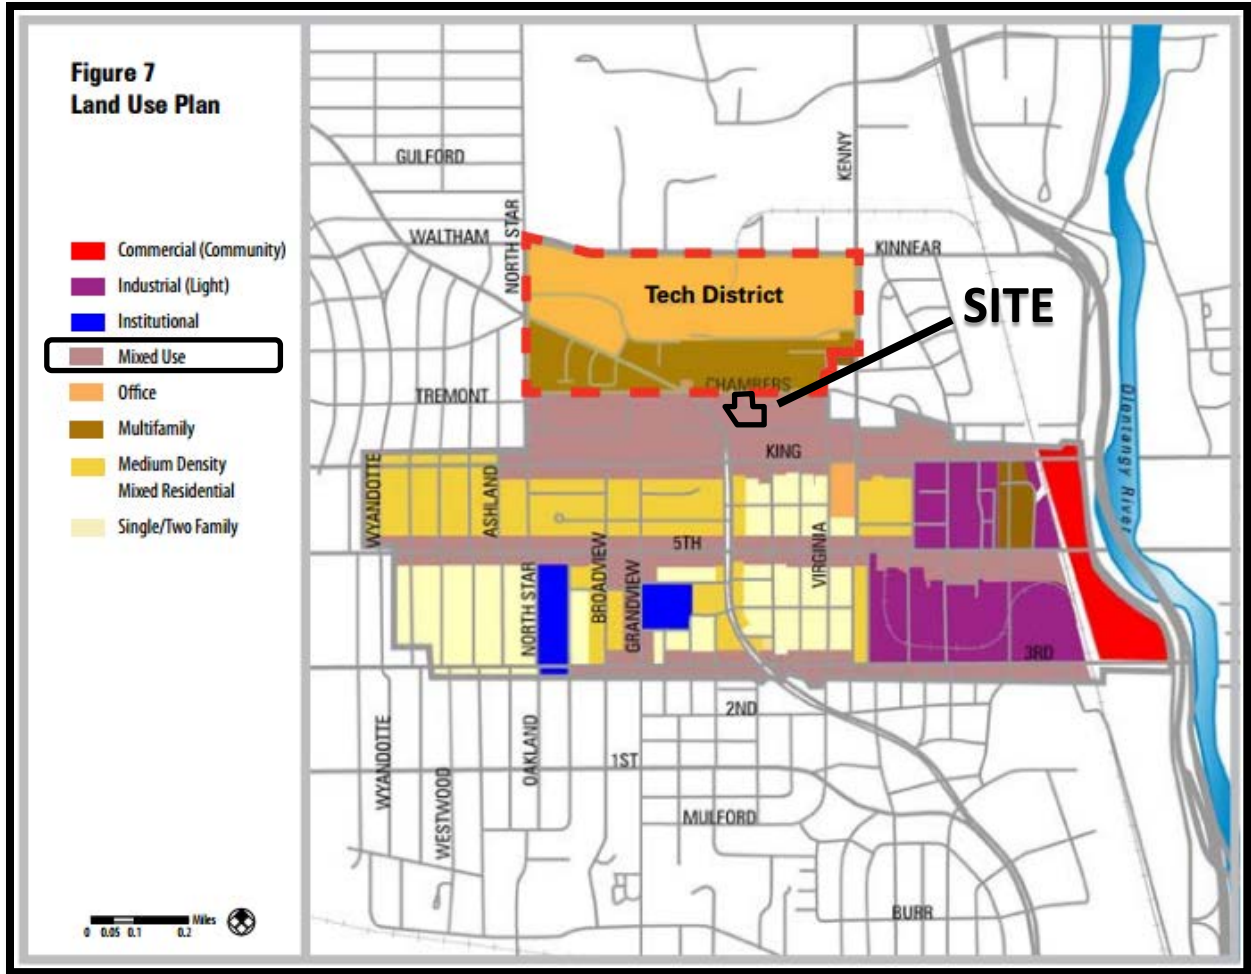 Figure 7
Land Use Plan
Commercial (Community)
Industrial (Light)
Institutional
Mixed Use
Office
Multifamily
Medium Density
Mixed Residential
Single/Two Family
Miles
0 0.05 0.1 0.2
GULFORD
KENNY
NORTH STAR
WALTHAM
KINNEAR
Tech District
SITE
CHAMBERS
TREMONT
KING
Olentangy River
WYANDOTTE
ASHLAND
5TH
VIRGINIA
NORTH STAR
BROADVIEW
GRANDVIEW
3RD
2ND
WYANDOTTE
OAKLAND
1ST
WESTWOOD
MULFORD
BURR